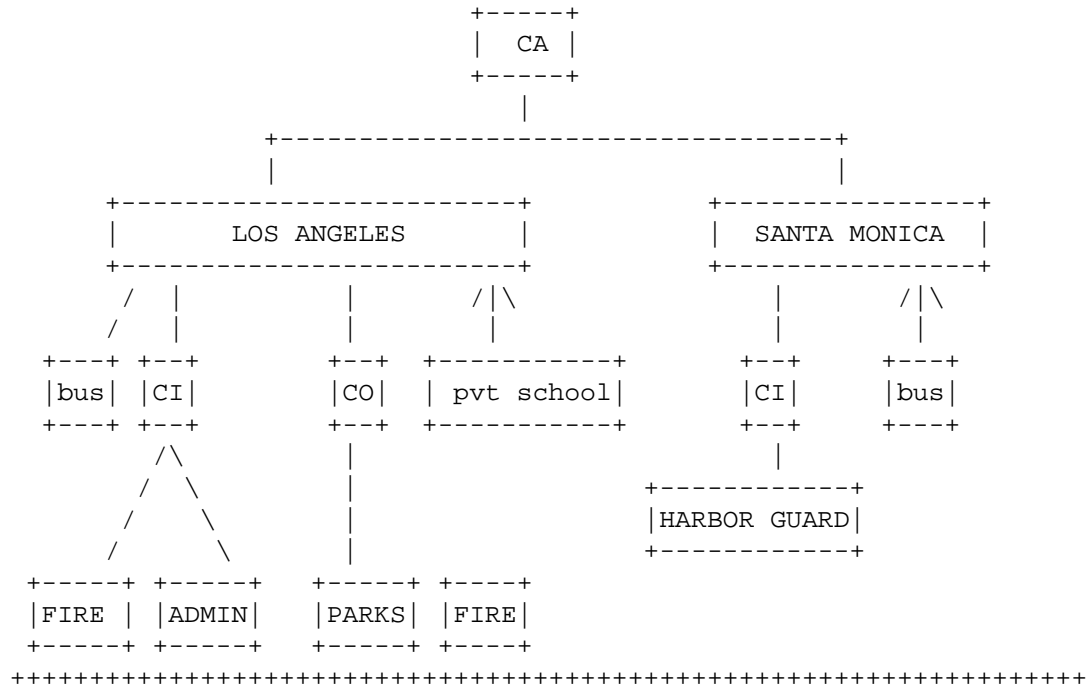 CA
LOS ANGELES SANTA MONICA
bus CI CO pvt school CI bus
HARBOR GUARD
FIRE ADMIN PARKS FIRE